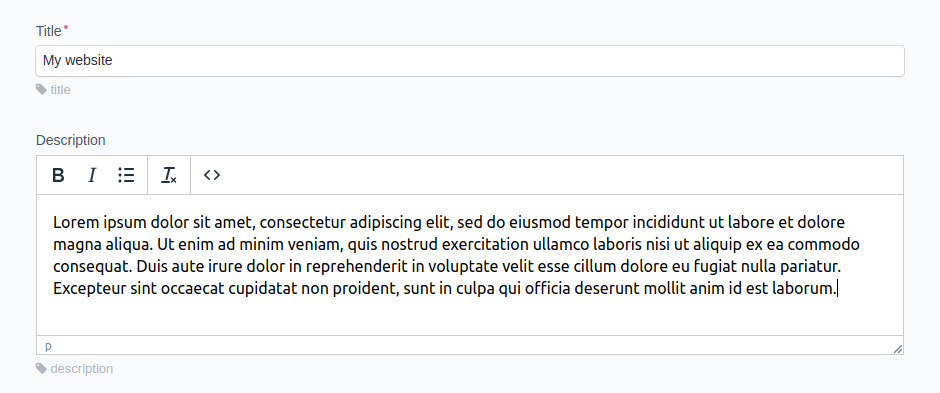 Title*
My website
title
Description
B I
Lorem ipsum dolor sit amet, consectetur adipiscing elit, sed do eiusmod tempor incididunt ut labore et dolore
magna aliqua. Ut enim ad minim veniam, quis nostrud exercitation ullamco laboris nisi ut aliquip ex ea commodo
consequat. Duis aute irure dolor in reprehenderit in voluptate velit esse cillum dolore eu fugiat nulla pariatur.
Excepteur sint occaecat cupidatat non proident, sunt in culpa qui officia deserunt mollit anim id est laborum.
p
description